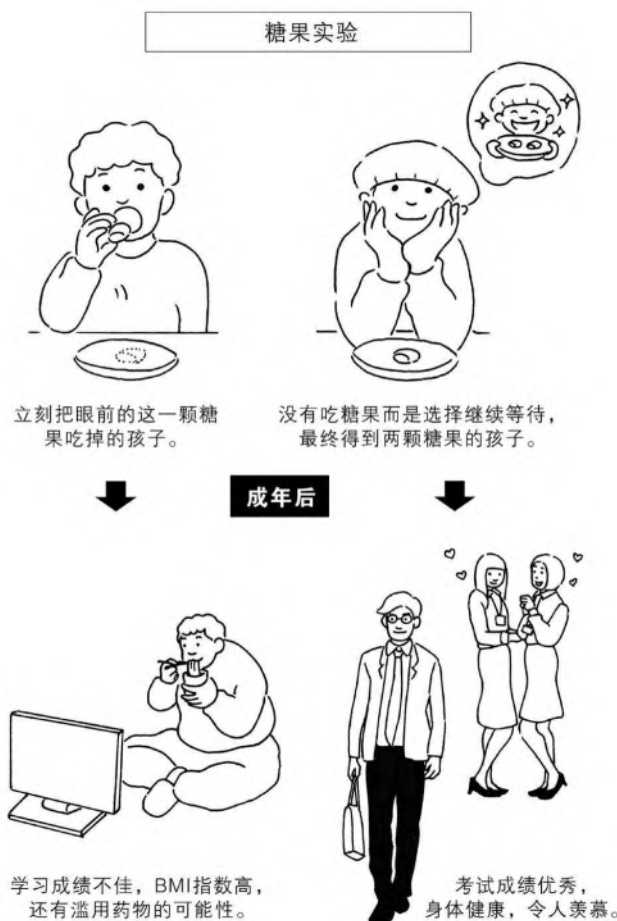 糖果实验
立刻把眼前的这一颗糖
果吃掉的孩子。
没有吃糖果而是选择继续等待，
最终得到两颗糖果的孩子。
成年后
学习成绩不佳，BMI指数高，
还有滥用药物的可能性。
考试成绩优秀，
身体健康，令人羡慕。